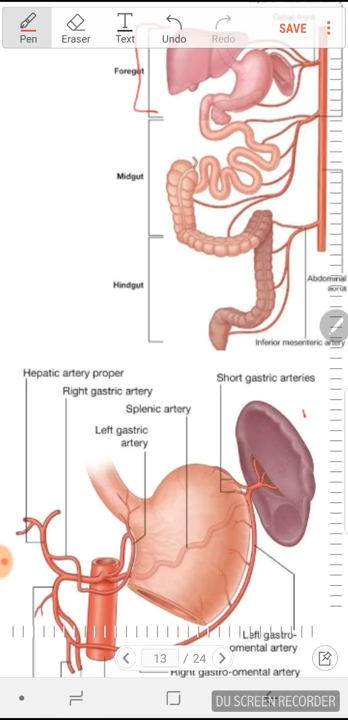 Celiac trunk
Pen
Eraser
Text
Undo
Redo
SAVE
Foregut
Midgut
Hindgut
Abdominal
aorta
Inferior mesenteric artery
Hepatic artery proper
Right gastric artery
Short gastric arteries
Splenic artery
Left gastric
artery
Left gastro-
omental artery
13 / 24
Right gastro-omental artery
DU SCREEN RECORDER